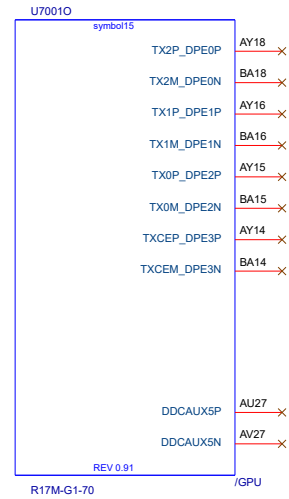 U7001O
symbol15
TX2P_DPE0P AY18
TX2M_DPE0N BA18
TX1P_DPE1P AY16
TX1M_DPE1N BA16
TX0P_DPE2P AY15
TX0M_DPE2N BA15
TXCEP_DPE3P AY14
TXCEM_DPE3N BA14
DDCAUX5P AU27
DDCAUX5N AV27
REV 0.91
R17M-G1-70 /GPU